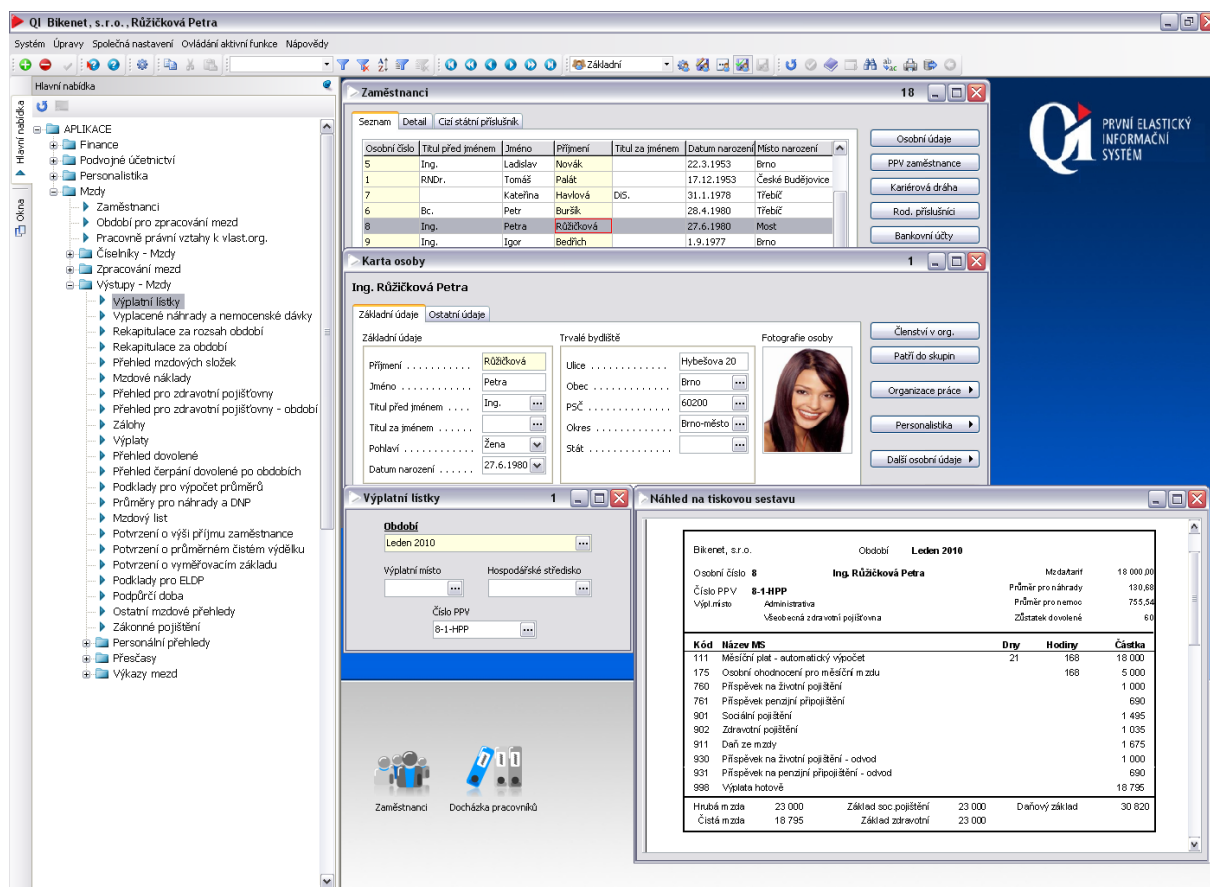 QI Bikenet, s.r.o., Růžičková Petra
Systém Úpravy Společná nastavení Ovládání aktivní funkce Nápovědy
Základní
Hlavní nabídka
Hlavní nabídka
Okna
APLIKACE
Finance
Podvojné účetnictví
Personalistika
Mzdy
Zaměstnanci
Období pro zpracování mezd
Pracovně právní vztahy k vlast.org.
Číselníky - Mzdy
Zpracování mezd
Výstupy - Mzdy
Výplatní lístky
Vyplacené náhrady a nemocenské dávky
Rekapitulace za rozsah období
Rekapitulace za období
Přehled mzdových složek
Mzdové náklady
Přehled pro zdravotní pojišťovny
Přehled pro zdravotní pojišťovny - období
Zálohy
Výplaty
Přehled dovolené
Přehled čerpání dovolené po obdobích
Podklady pro výpočet průměrů
Průměry pro náhrady a DNP
Mzdový list
Potvrzení o výši příjmu zaměstnance
Potvrzení o průměrném čistém výdělku
Potvrzení o vyměřovacím základu
Podklady pro ELDP
Podpůrčí doba
Ostatní mzdové přehledy
Zákonné pojištění
Personální přehledy
Přesčasy
Výkazy mezd
Zaměstnanci 18
Seznam Detail Cizí státní příslušník
Osobní číslo Titul před jménem Jméno Příjmení Titul za jménem Datum narození Místo narození
5 Ing. Ladislav Novák 22.3.1953 Brno
1 RNDr. Tomáš Palát 17.12.1953 České Budějovice
7 Kateřina Havlová DiS. 31.1.1978 Třebíč
6 Bc. Petr Buršík 28.4.1980 Třebíč
8 Ing. Petra Růžičková 27.6.1980 Most
9 Ing. Igor Bedřich 1.9.1977 Brno
Osobní údaje
PPV zaměstnance
Kariérová dráha
Rod. příslušníci
Bankovní účty
QI
PRVNÍ ELASTICKÝ
INFORMAČNÍ
SYSTÉM
Karta osoby 1
Ing. Růžičková Petra
Základní údaje Ostatní údaje
Základní údaje Trvalé bydliště Fotografie osoby
Příjmení . . . . . . . . . . . Růžičková
Jméno . . . . . . . . . . . . Petra
Titul před jménem . . . . Ing.
Titul za jménem . . . . . .
Pohlaví . . . . . . . . . . . . Žena
Datum narození . . . . . . 27.6.1980
Ulice . . . . . . . . . . . . . Hybešova 20
Obec . . . . . . . . . . . . . Brno
PSČ . . . . . . . . . . . . . . 60200
Okres . . . . . . . . . . . . Brno-město
Stát . . . . . . . . . . . . . .
Členství v org.
Patří do skupin
Organizace práce
Personalistika
Další osobní údaje
Výplatní lístky 1
Období
Leden 2010
Výplatní místo Hospodářské středisko
Číslo PPV
8-1-HPP
Zaměstnanci Docházka pracovníků
Náhled na tiskovou sestavu
Bikenet, s.r.o. Období Leden 2010
Osobní číslo 8 Ing. Růžičková Petra Mzda/tarif 18 000,00
Číslo PPV 8-1-HPP Průměr pro náhrady 130,68
Výpl.místo Administrativa Průměr pro nemoc 755,54
Všeobecná zdravotní pojišťovna Zůstatek dovolené 60
Kód Název MS Dny Hodiny Částka
111 Měsíční plat - automatický výpočet 21 168 18 000
175 Osobní ohodnocení pro měsíční mzdu 168 5 000
760 Příspěvek na životní pojištění 1 000
761 Příspěvek penzijní připojištění 690
901 Sociální pojištění 1 495
902 Zdravotní pojištění 1 035
911 Daň ze mzdy 1 675
930 Příspěvek na životní pojištění - odvod 1 000
931 Příspěvek na penzijní připojištění - odvod 690
998 Výplata hotově 18 795
Hrubá mzda 23 000 Základ soc.pojištění 23 000 Daňový základ 30 820
Čistá mzda 18 795 Základ zdravotní 23 000